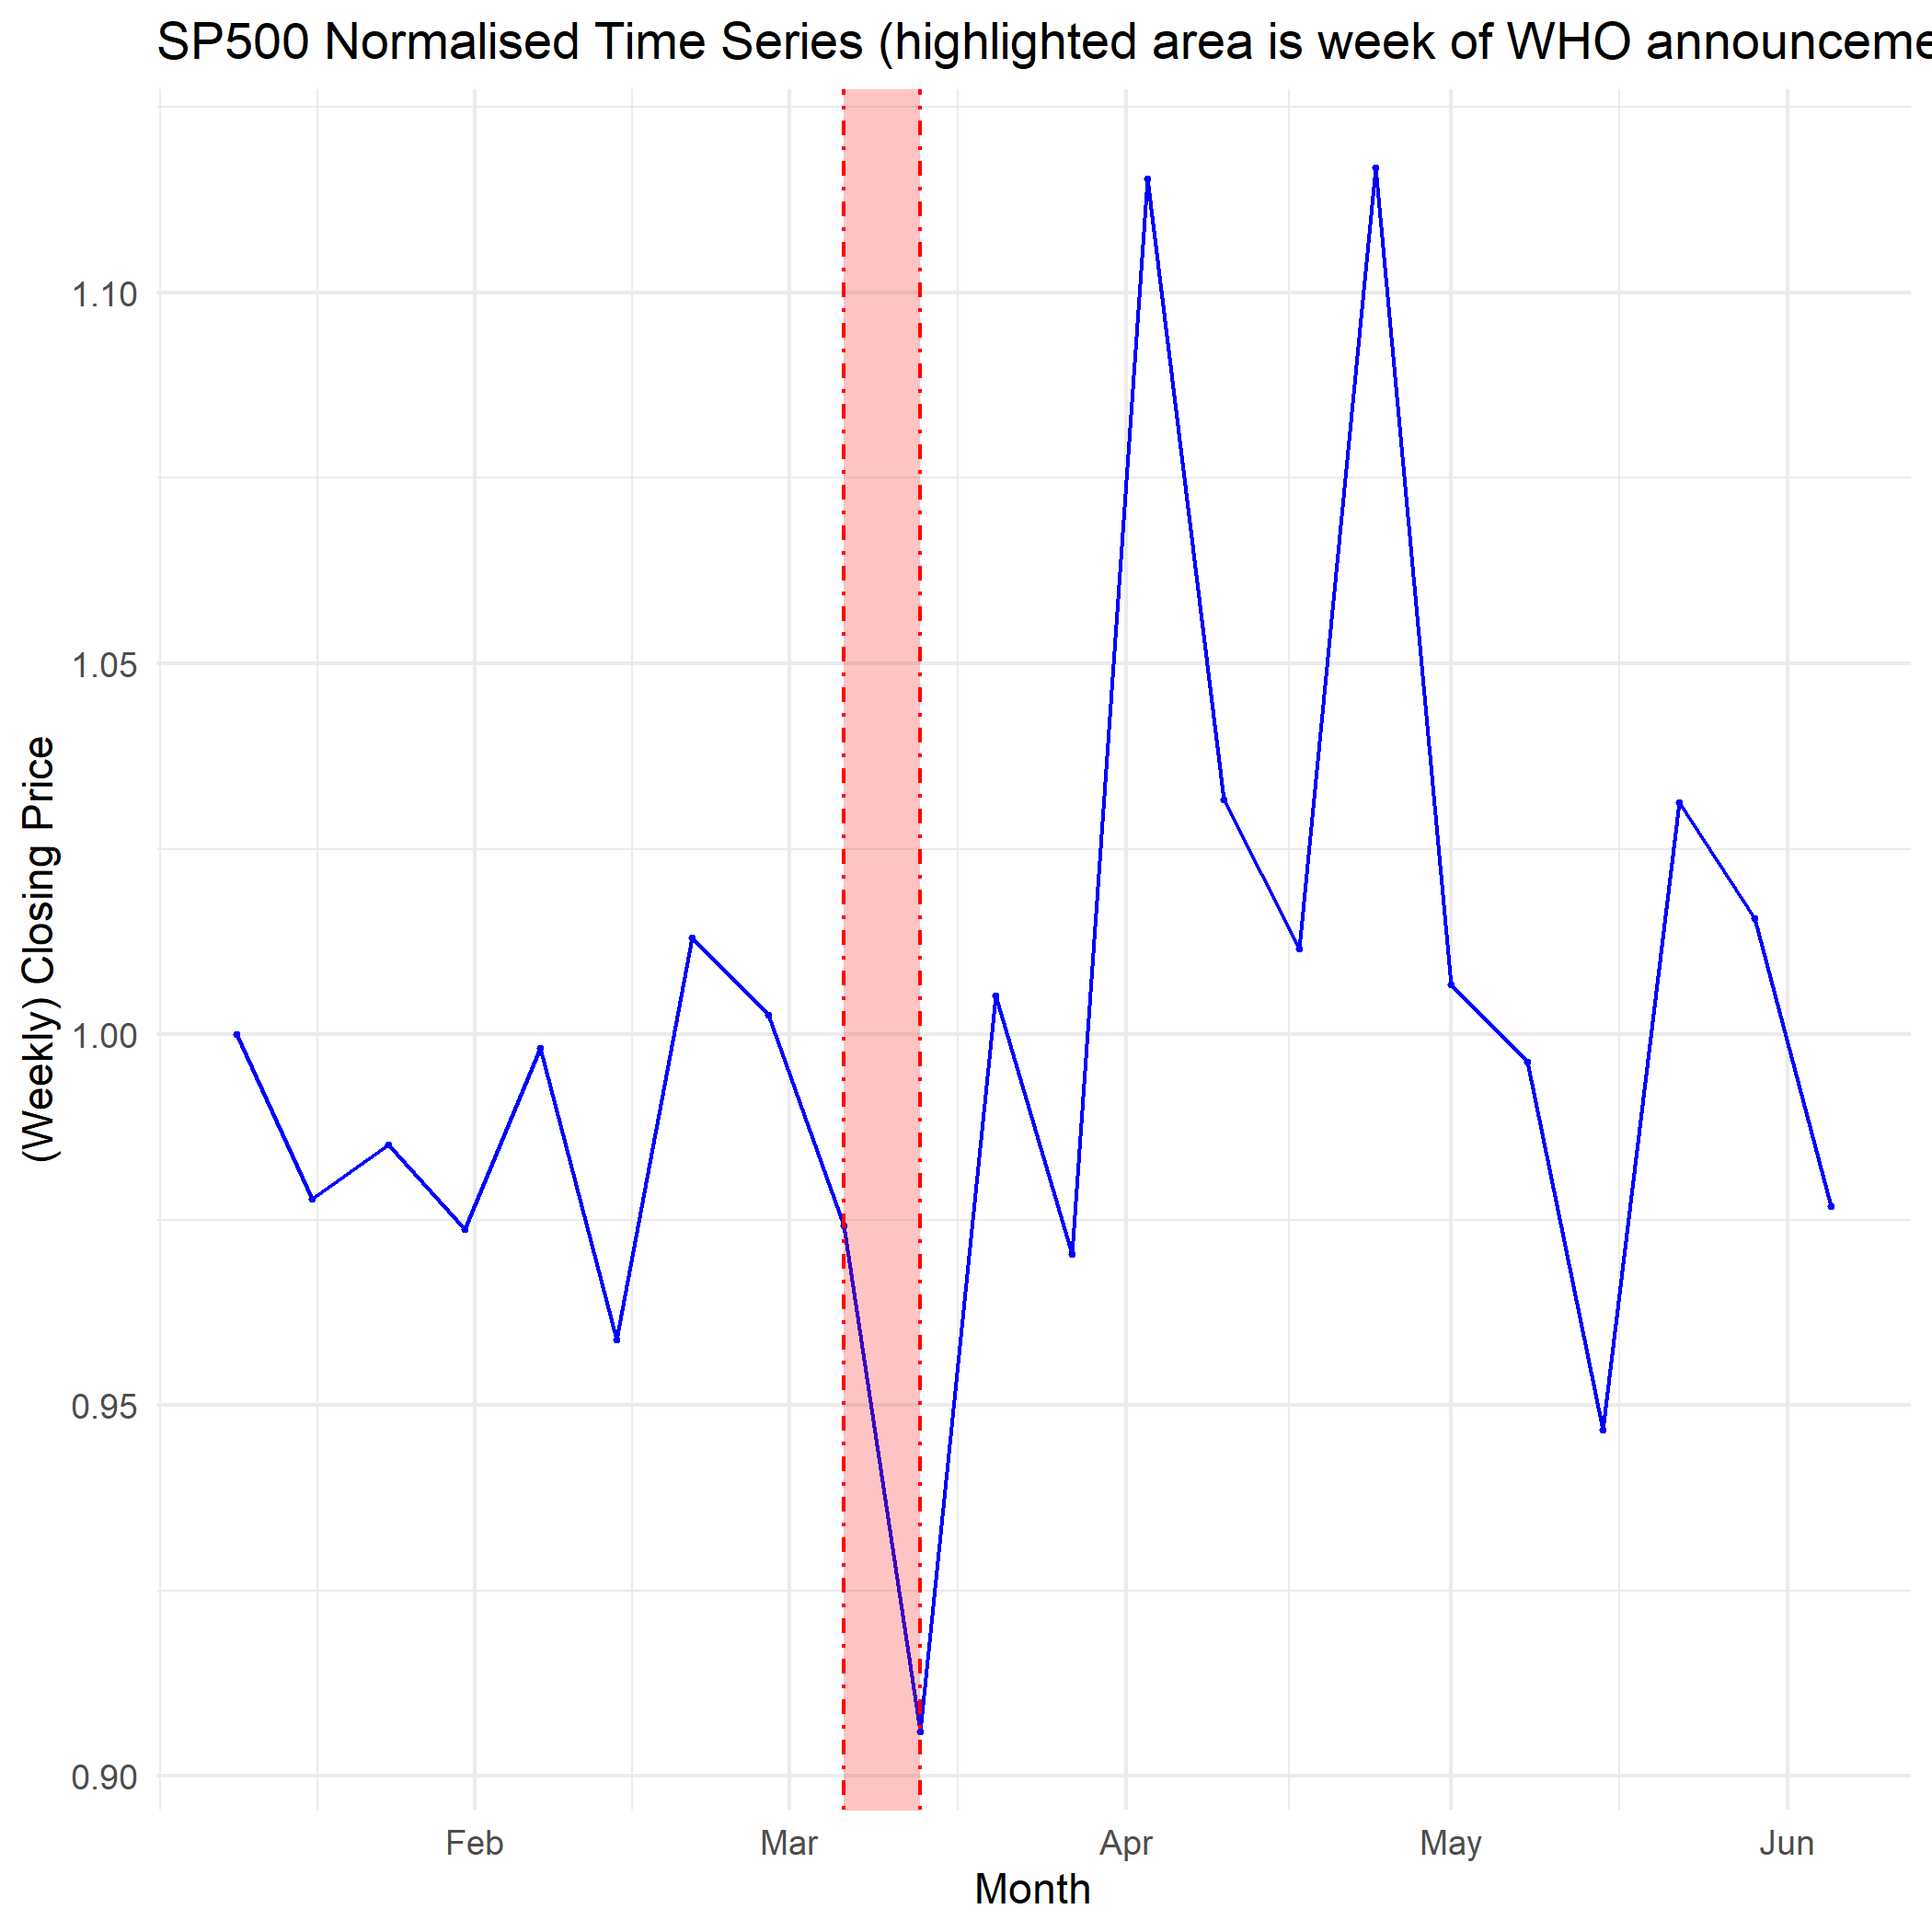 SP500 Normalised Time Series (highlighted area is week of WHO announceme
1.10
1.05
1.00
0.95
0.90
(Weekly) Closing Price
Feb Mar Apr May Jun
Month